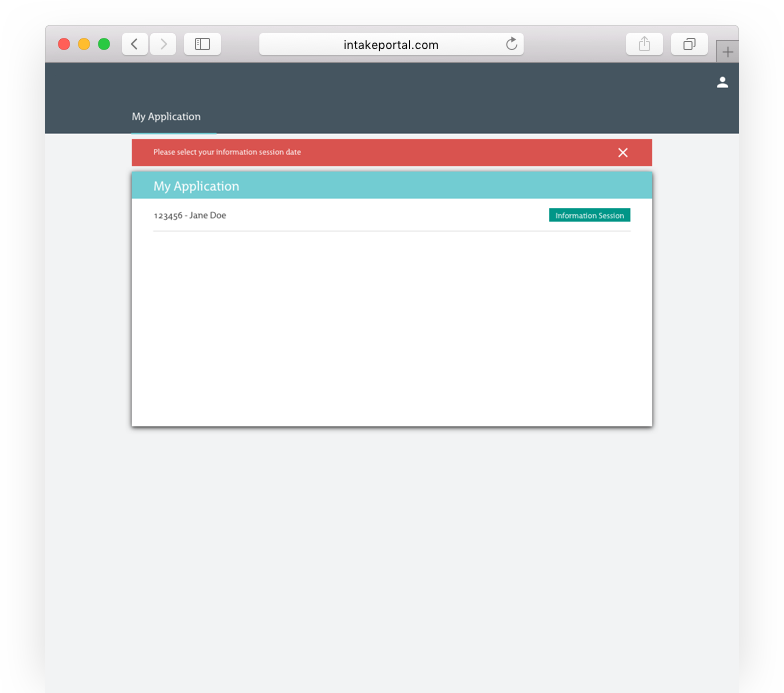 intakeportal.com
My Application
Please select your information session date
My Application
123456 - Jane Doe
Information Session